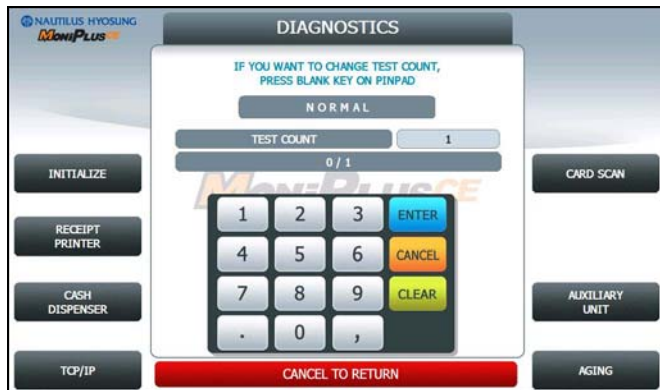 NAUTILUS HYOSUNG
MoniPlusCE
DIAGNOSTICS
IF YOU WANT TO CHANGE TEST COUNT,
PRESS BLANK KEY ON PINPAD
NORMAL
TEST COUNT 1
0 / 1
INITIALIZE
CARD SCAN
MoniPlusCE
RECEIPT
PRINTER
1 2 3 ENTER
4 5 6 CANCEL
7 8 9 CLEAR
. 0 ,
CASH
DISPENSER
AUXILIARY
UNIT
TCP/IP
CANCEL TO RETURN
AGING